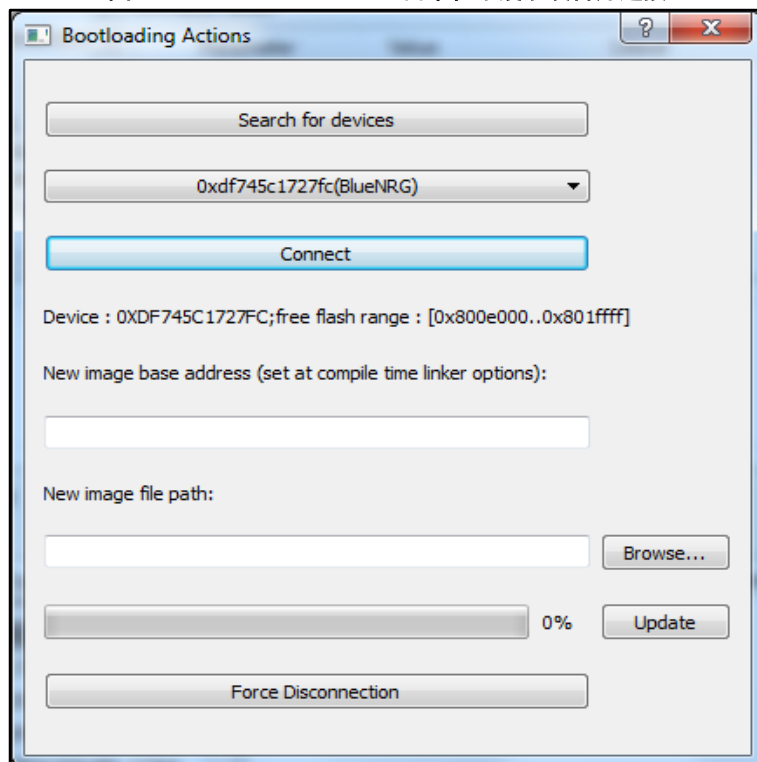 Bootloading Actions
Search for devices
0xdf745c1727fc(BlueNRG)
Connect
Device : 0XDF745C1727FC;free flash range : [0x800e000..0x801ffff]
New image base address (set at compile time linker options):
New image file path:
Browse...
0% Update
Force Disconnection